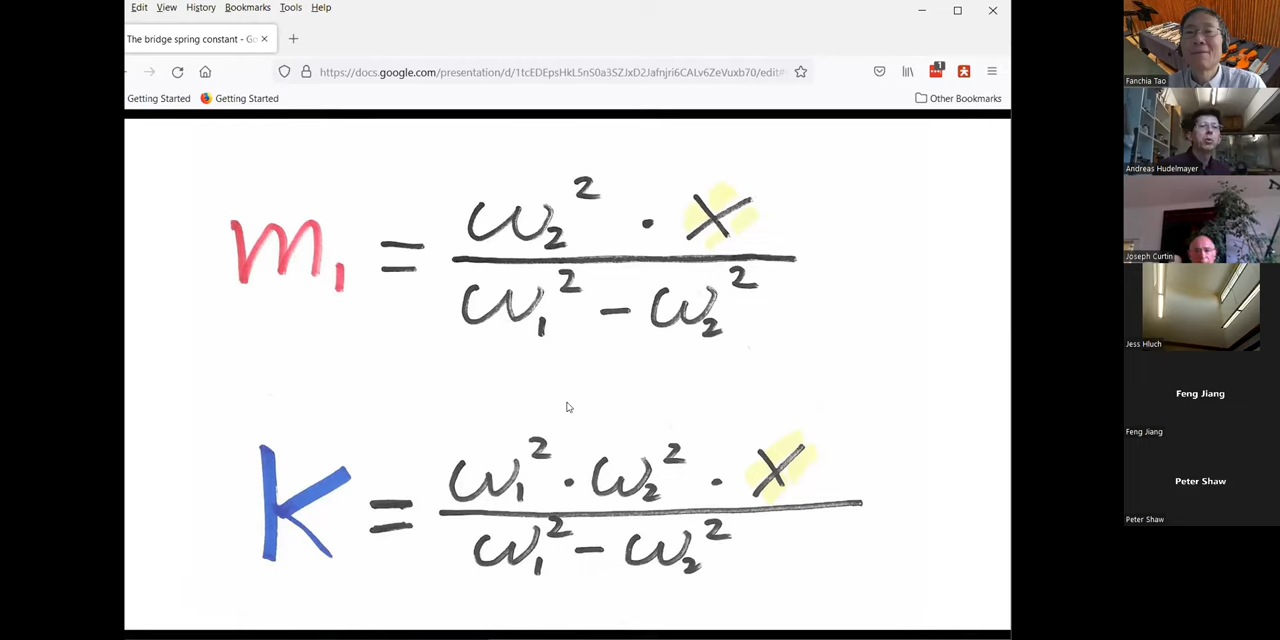 Edit View History Bookmarks Tools Help
The bridge spring constant - Go
https://docs.google.com/presentation/d/1tcEDEpsHkL5nS0a3SZJxD2Jafnjri6CALv6ZeVuxb70/edit#
1
Getting Started Getting Started Other Bookmarks
m₁ = ω₂² · X / ω₁² - ω₂²
K = ω₁² · ω₂² · X / ω₁² - ω₂²
Fanchia Tao
Andreas Hudelmayer
Joseph Curtin
Jess Hluch
Feng Jiang
Feng Jiang
Peter Shaw
Peter Shaw